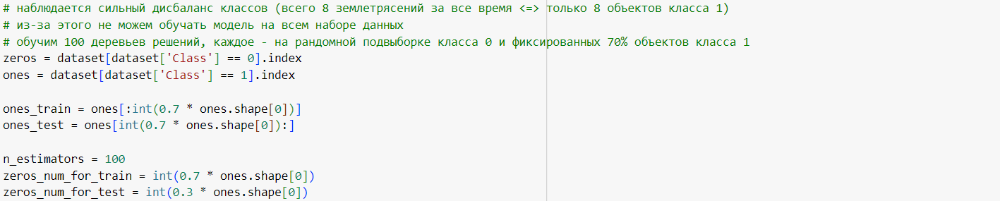 # наблюдается сильный дисбаланс классов (всего 8 землетрясений за все время <=> только 8 объектов класса 1)
# из-за этого не можем обучать модель на всем наборе данных
# обучим 100 деревьев решений, каждое - на рандомной подвыборке класса 0 и фиксированных 70% объектов класса 1
zeros = dataset[dataset['Class'] == 0].index
ones = dataset[dataset['Class'] == 1].index
ones_train = ones[:int(0.7 * ones.shape[0])]
ones_test = ones[int(0.7 * ones.shape[0]):]
n_estimators = 100
zeros_num_for_train = int(0.7 * ones.shape[0])
zeros_num_for_test = int(0.3 * ones.shape[0])